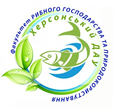 Факультет РИБНОГО ГОСПОДАРСТВА ТА ПРИРОДОКОРИСТУВАННЯ
Херсонський ДАУ